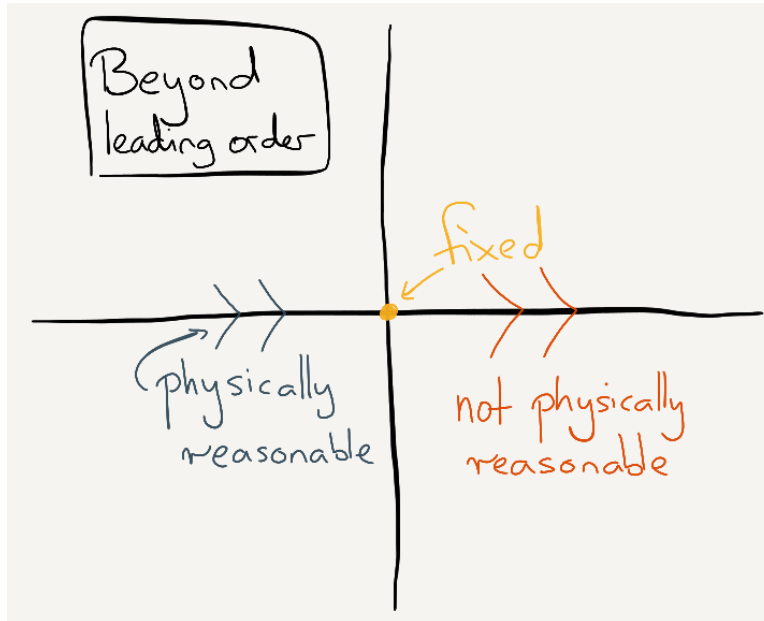 Beyond
leading order
fixed
physically
reasonable
not physically
reasonable